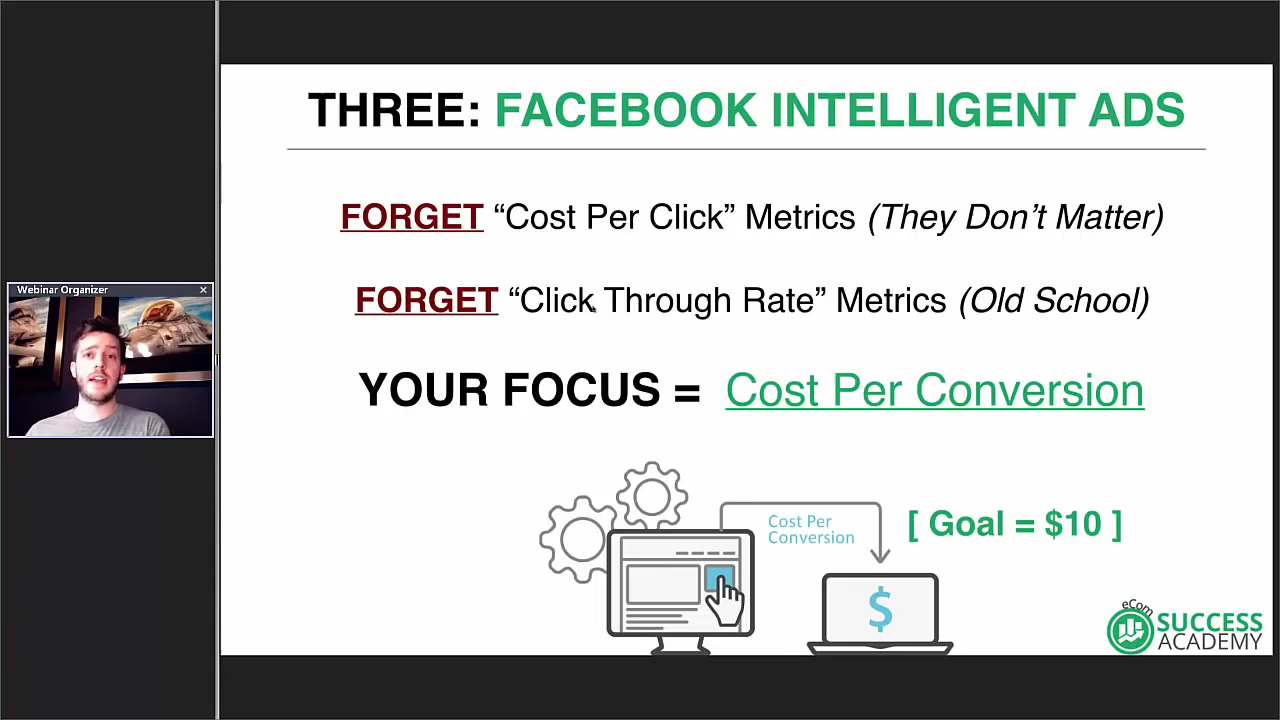 THREE: FACEBOOK INTELLIGENT ADS
FORGET “Cost Per Click” Metrics (They Don’t Matter)
Webinar Organizer
FORGET “Click Through Rate” Metrics (Old School)
YOUR FOCUS = Cost Per Conversion
Cost Per
Conversion
[ Goal = $10 ]
$
eCom
SUCCESS
ACADEMY